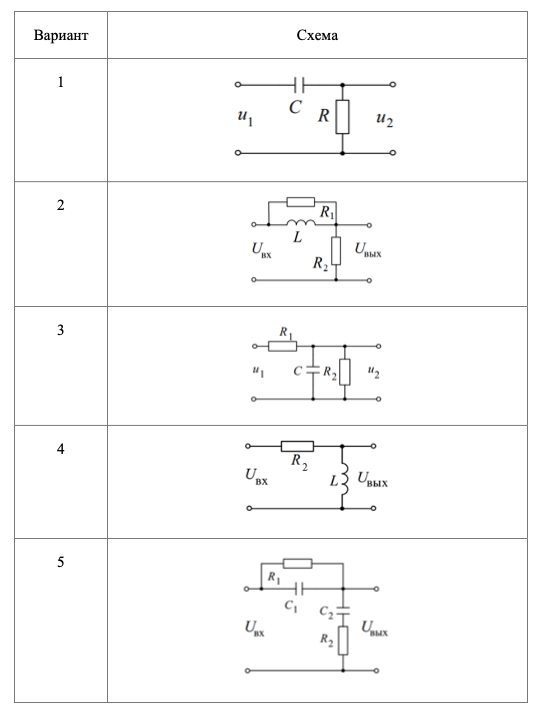 Вариант Схема
1
C
u₁ R u₂
2
R₁
L
Uвх R₂ Uвых
3
R₁
u₁ C R₂ u₂
4
R₂
Uвх L Uвых
5
R₁
C₁ C₂
Uвх R₂ Uвых